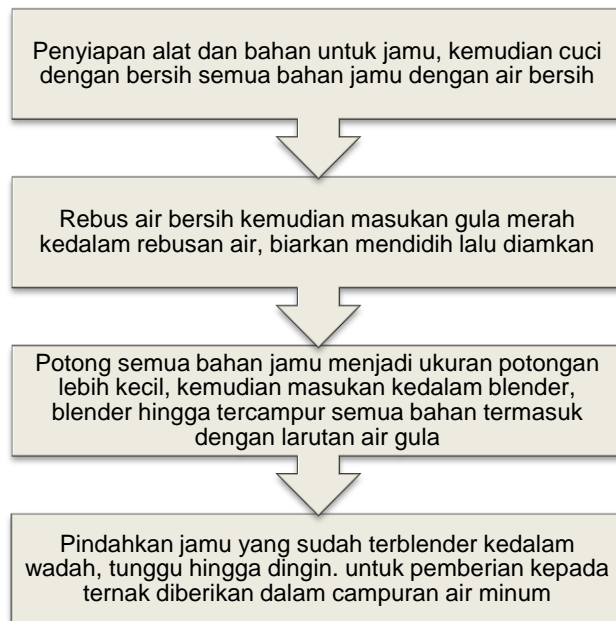 Penyiapan alat dan bahan untuk jamu, kemudian cuci
dengan bersih semua bahan jamu dengan air bersih
Rebus air bersih kemudian masukan gula merah
kedalam rebusan air, biarkan mendidih lalu diamkan
Potong semua bahan jamu menjadi ukuran potongan
lebih kecil, kemudian masukan kedalam blender,
blender hingga tercampur semua bahan termasuk
dengan larutan air gula
Pindahkan jamu yang sudah terblender kedalam
wadah, tunggu hingga dingin. untuk pemberian kepada
ternak diberikan dalam campuran air minum